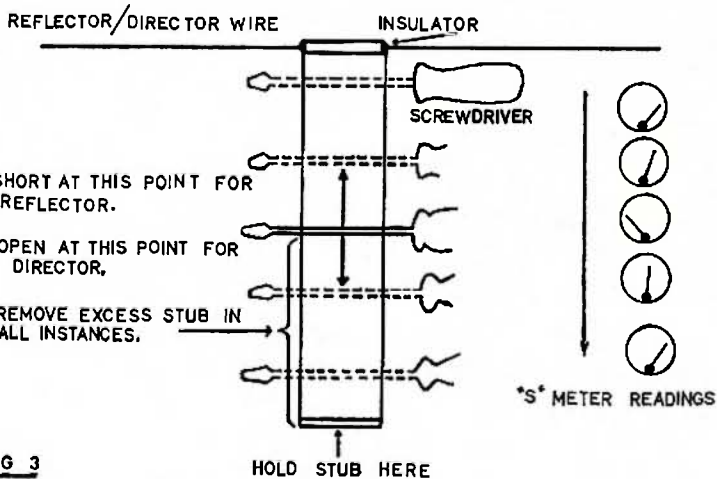 REFLECTOR/DIRECTOR WIRE
INSULATOR
SCREWDRIVER
SHORT AT THIS POINT FOR
REFLECTOR.
OPEN AT THIS POINT FOR
DIRECTOR.
REMOVE EXCESS STUB IN
ALL INSTANCES.
"S" METER READINGS
G 3
HOLD STUB HERE